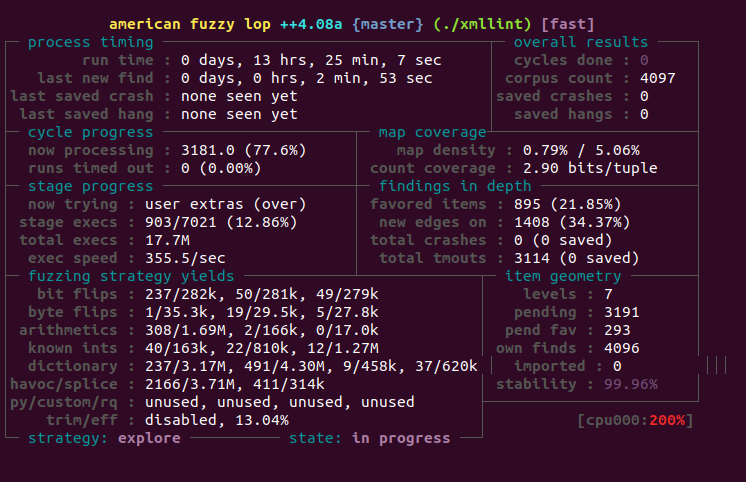 american fuzzy lop ++4.08a {master} (./xmllint) [fast]
process timing overall results
run time : 0 days, 13 hrs, 25 min, 7 sec cycles done : 0
last new find : 0 days, 0 hrs, 2 min, 53 sec corpus count : 4097
last saved crash : none seen yet saved crashes : 0
last saved hang : none seen yet saved hangs : 0
cycle progress map coverage
now processing : 3181.0 (77.6%) map density : 0.79% / 5.06%
runs timed out : 0 (0.00%) count coverage : 2.90 bits/tuple
stage progress findings in depth
now trying : user extras (over) favored items : 895 (21.85%)
stage execs : 903/7021 (12.86%) new edges on : 1408 (34.37%)
total execs : 17.7M total crashes : 0 (0 saved)
exec speed : 355.5/sec total tmouts : 3114 (0 saved)
fuzzing strategy yields item geometry
bit flips : 237/282k, 50/281k, 49/279k levels : 7
byte flips : 1/35.3k, 19/29.5k, 5/27.8k pending : 3191
arithmetics : 308/1.69M, 2/166k, 0/17.0k pend fav : 293
known ints : 40/163k, 22/810k, 12/1.27M own finds : 4096
dictionary : 237/3.17M, 491/4.30M, 9/458k, 37/620k imported : 0
havoc/splice : 2166/3.71M, 411/314k stability : 99.96%
py/custom/rq : unused, unused, unused, unused
trim/eff : disabled, 13.04% [cpu000:200%]
strategy: explore state: in progress